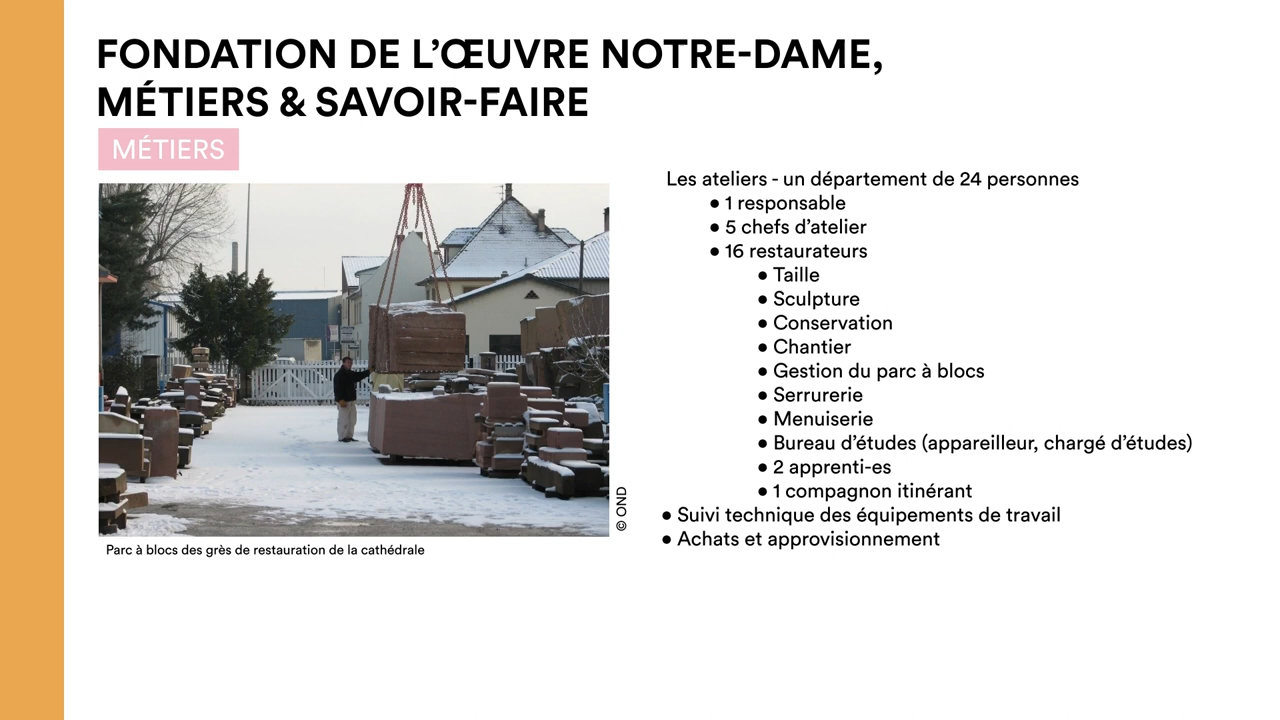 FONDATION DE L’ŒUVRE NOTRE-DAME,
MÉTIERS & SAVOIR-FAIRE
MÉTIERS
© OND
Parc à blocs des grès de restauration de la cathédrale
Les ateliers - un département de 24 personnes
● 1 responsable
● 5 chefs d’atelier
● 16 restaurateurs
● Taille
● Sculpture
● Conservation
● Chantier
● Gestion du parc à blocs
● Serrurerie
● Menuiserie
● Bureau d’études (appareilleur, chargé d’études)
● 2 apprenti-es
● 1 compagnon itinérant
● Suivi technique des équipements de travail
● Achats et approvisionnement